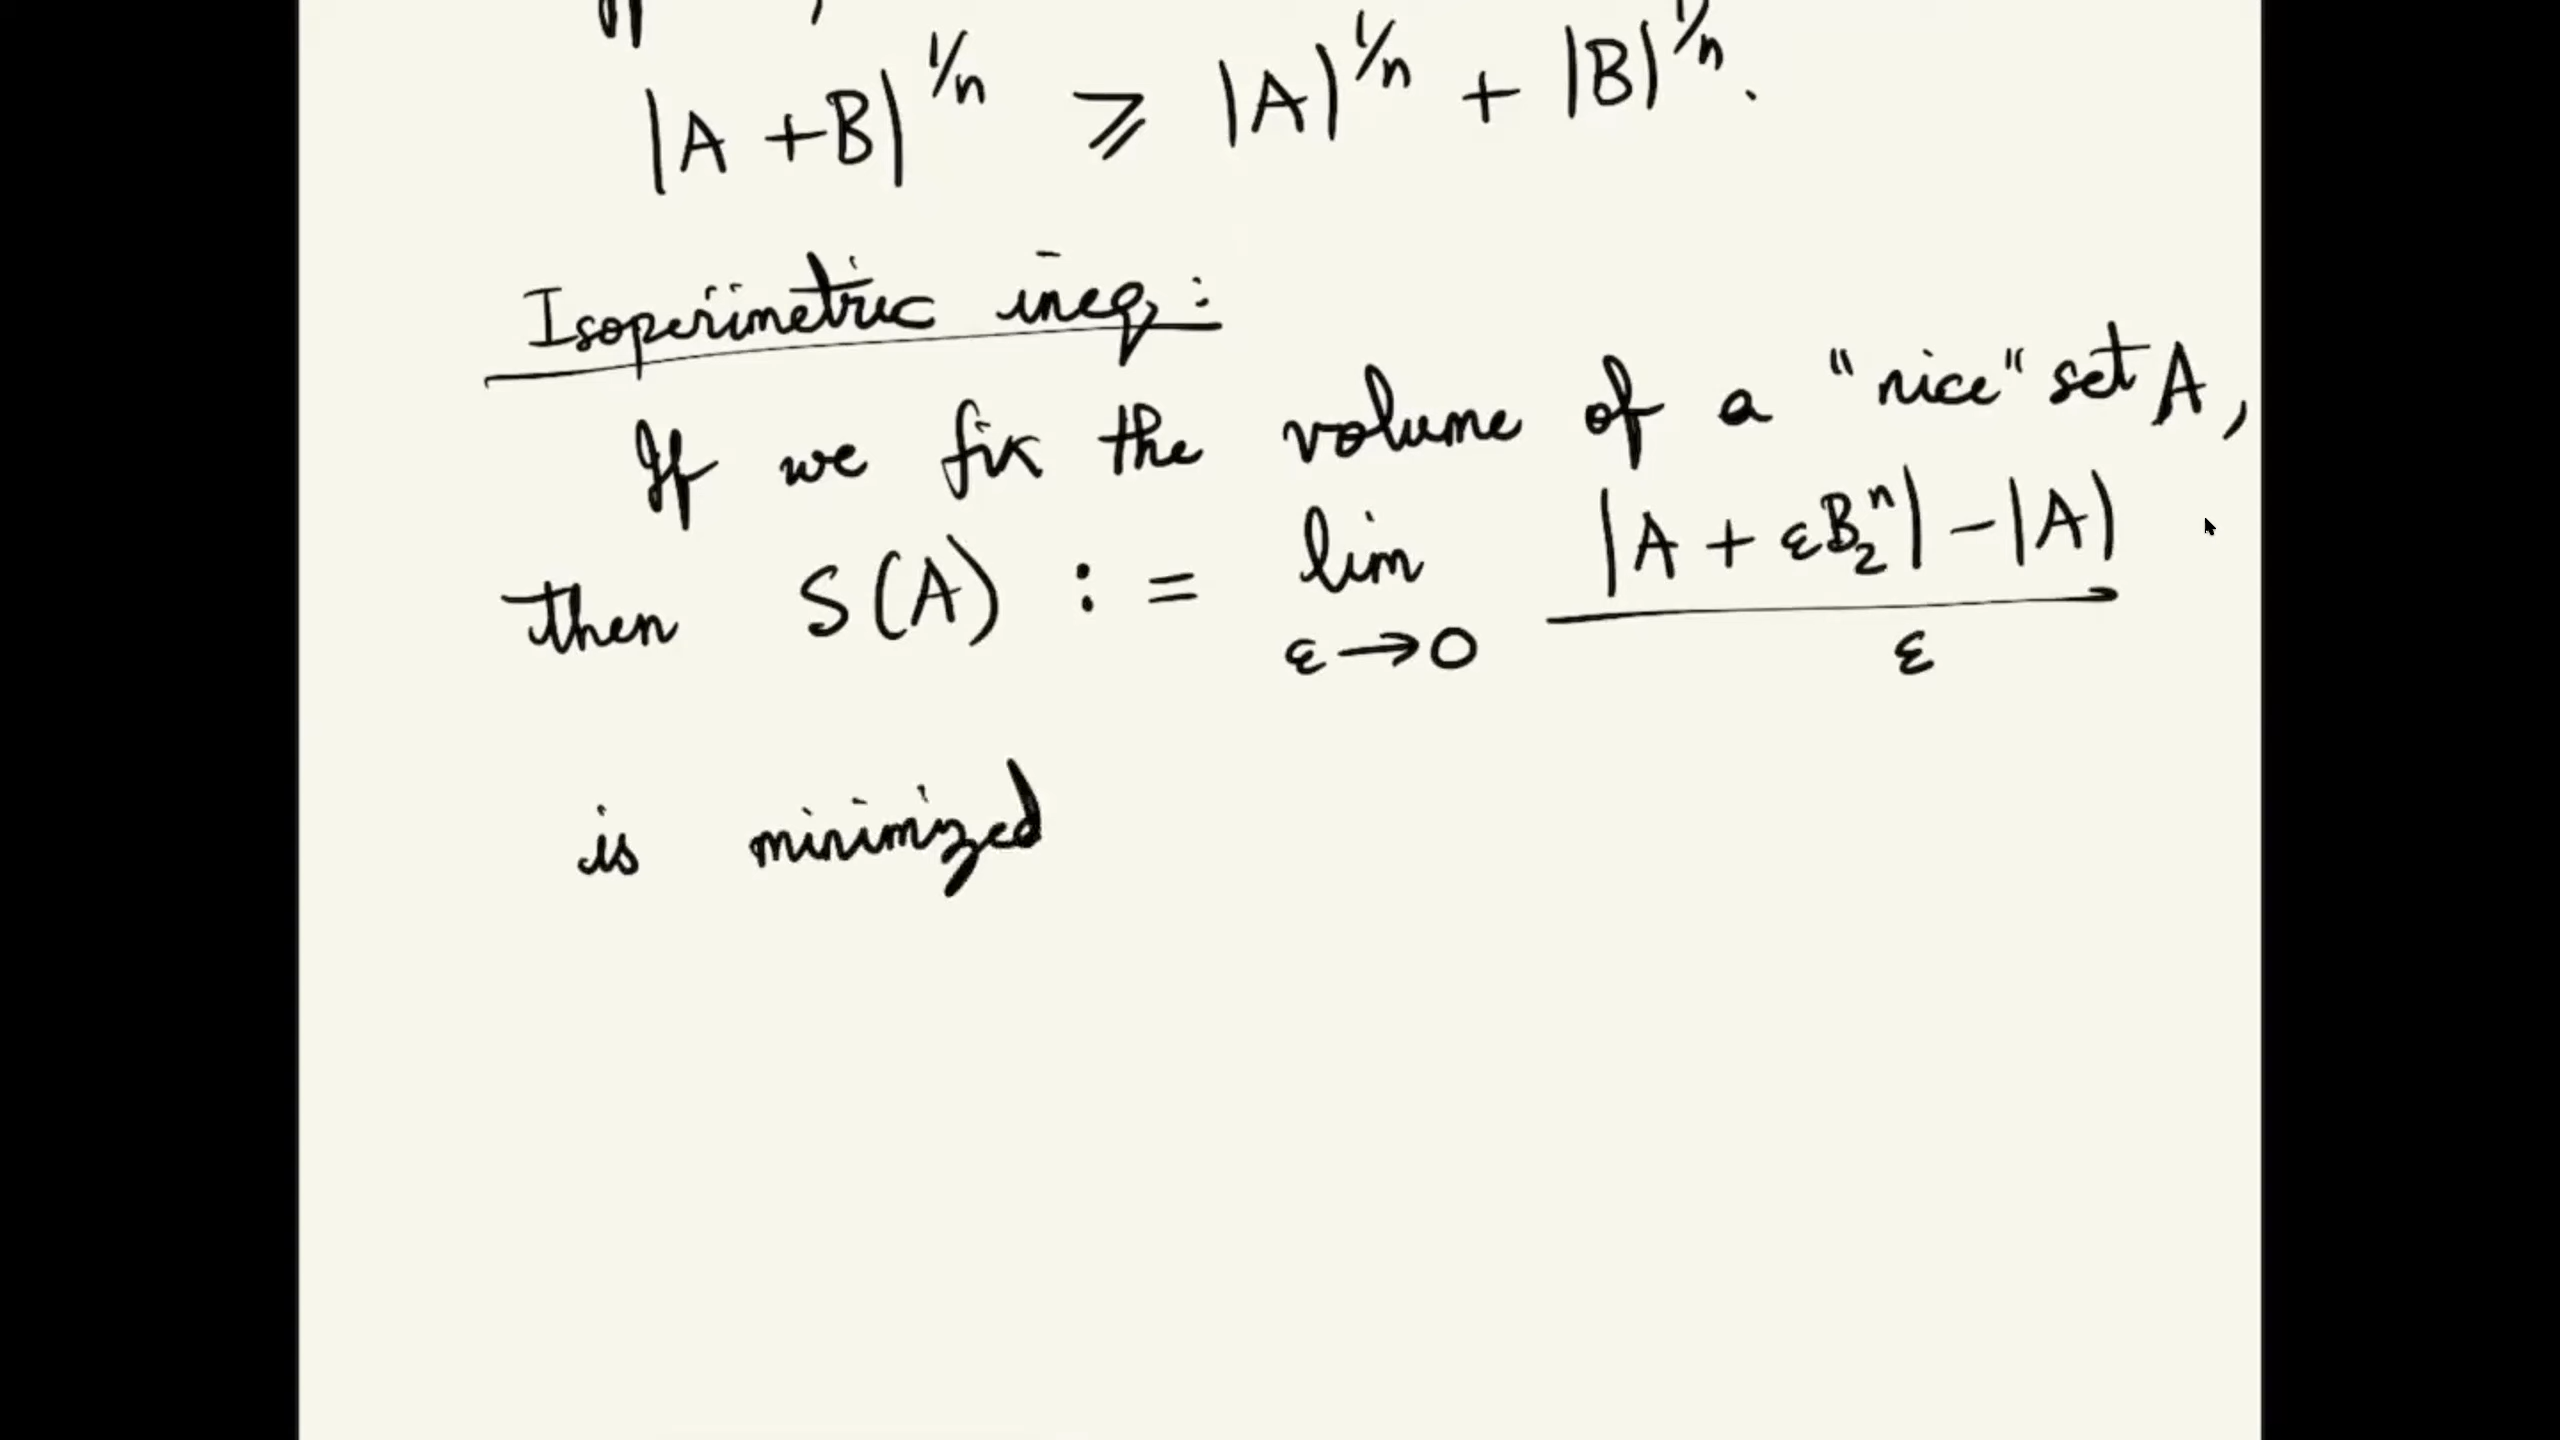 |A + B|^{1/n} ⩾ |A|^{1/n} + |B|^{1/n}.
Isoperimetric ineq:
If we fix the volume of a "nice" set A,
then S(A) := lim_{ε→0} \frac{|A + εB_2^n| - |A|}{ε}
is minimized